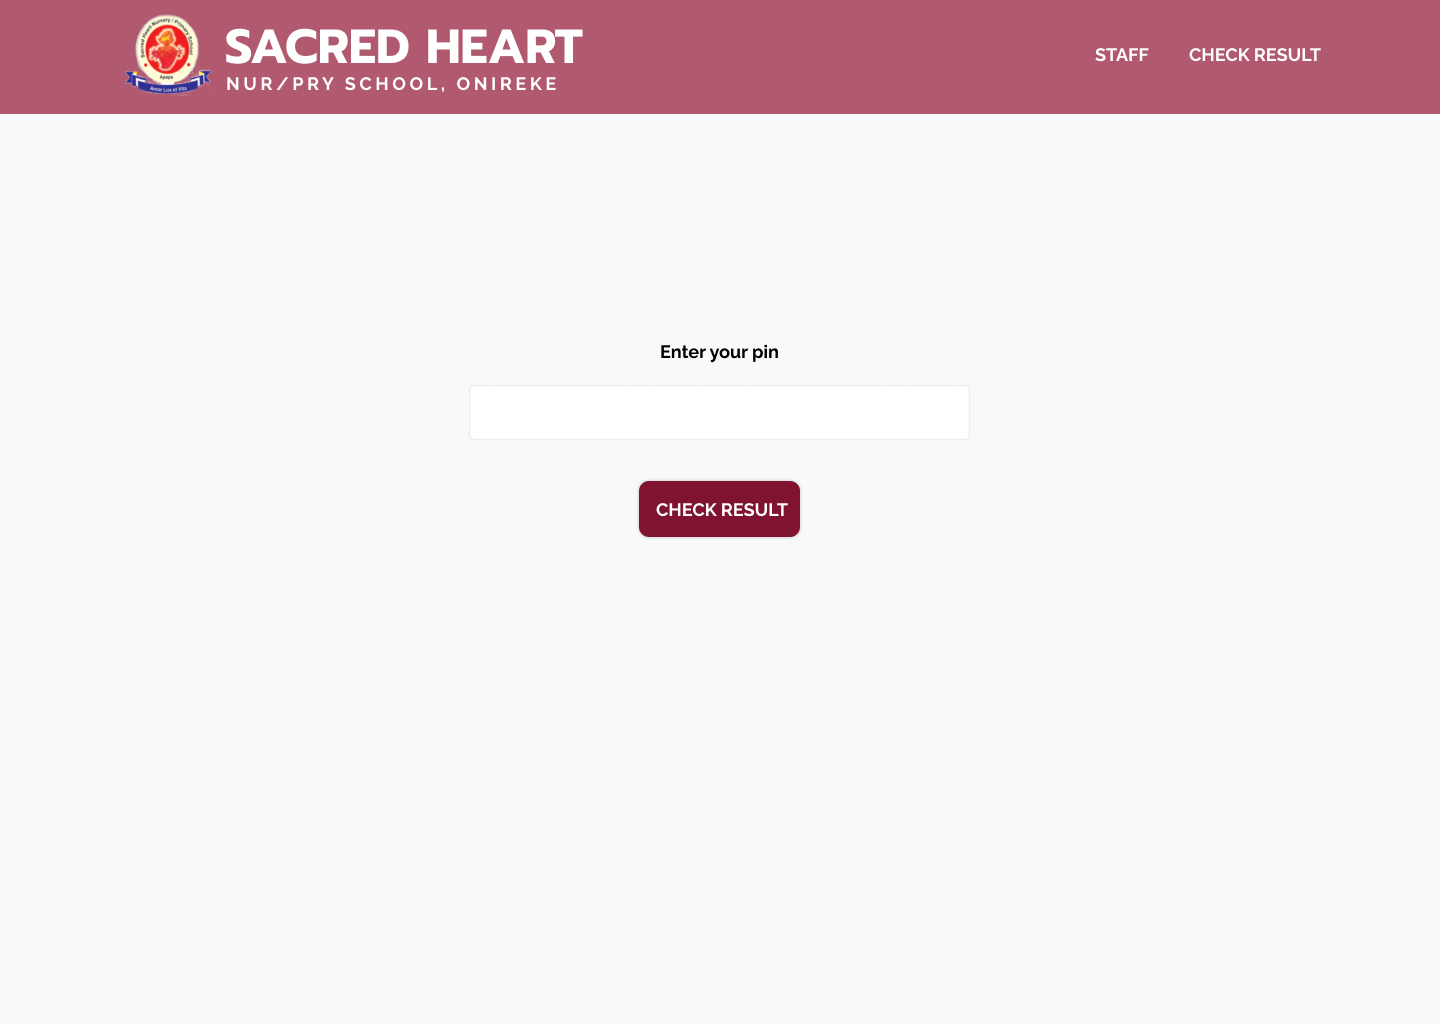 Sacred Heart Nursery / Primary School
Apapa
Amor Lux et Vita
SACRED HEART
NUR/PRY SCHOOL, ONIREKE
STAFF
CHECK RESULT
Enter your pin
CHECK RESULT